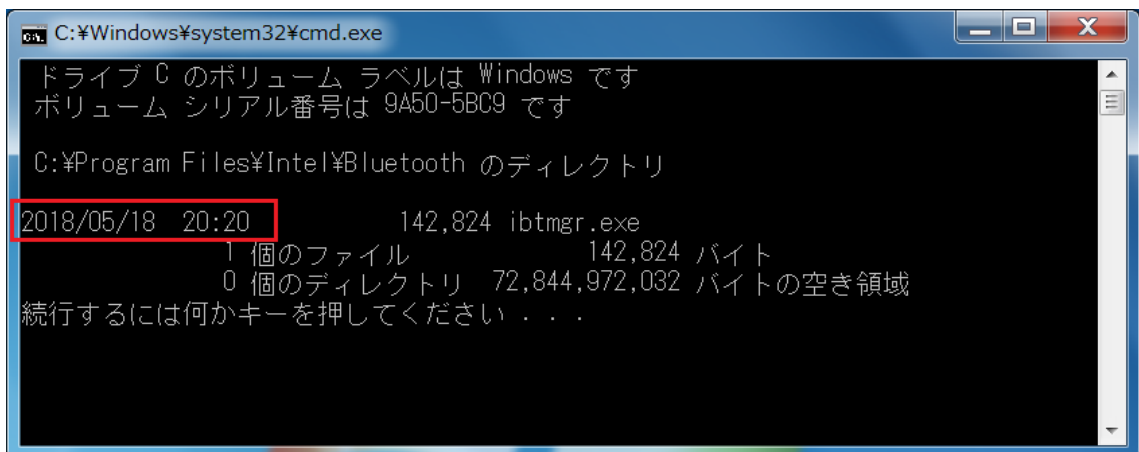 C:¥Windows¥system32¥cmd.exe
ドライブ C のボリューム ラベルは Windows です
ボリューム シリアル番号は 9A50-5BC9 です
C:¥Program Files¥Intel¥Bluetooth のディレクトリ
2018/05/18  20:20           142,824 ibtmgr.exe
1 個のファイル             142,824 バイト
0 個のディレクトリ  72,844,972,032 バイトの空き領域
続行するには何かキーを押してください . . .